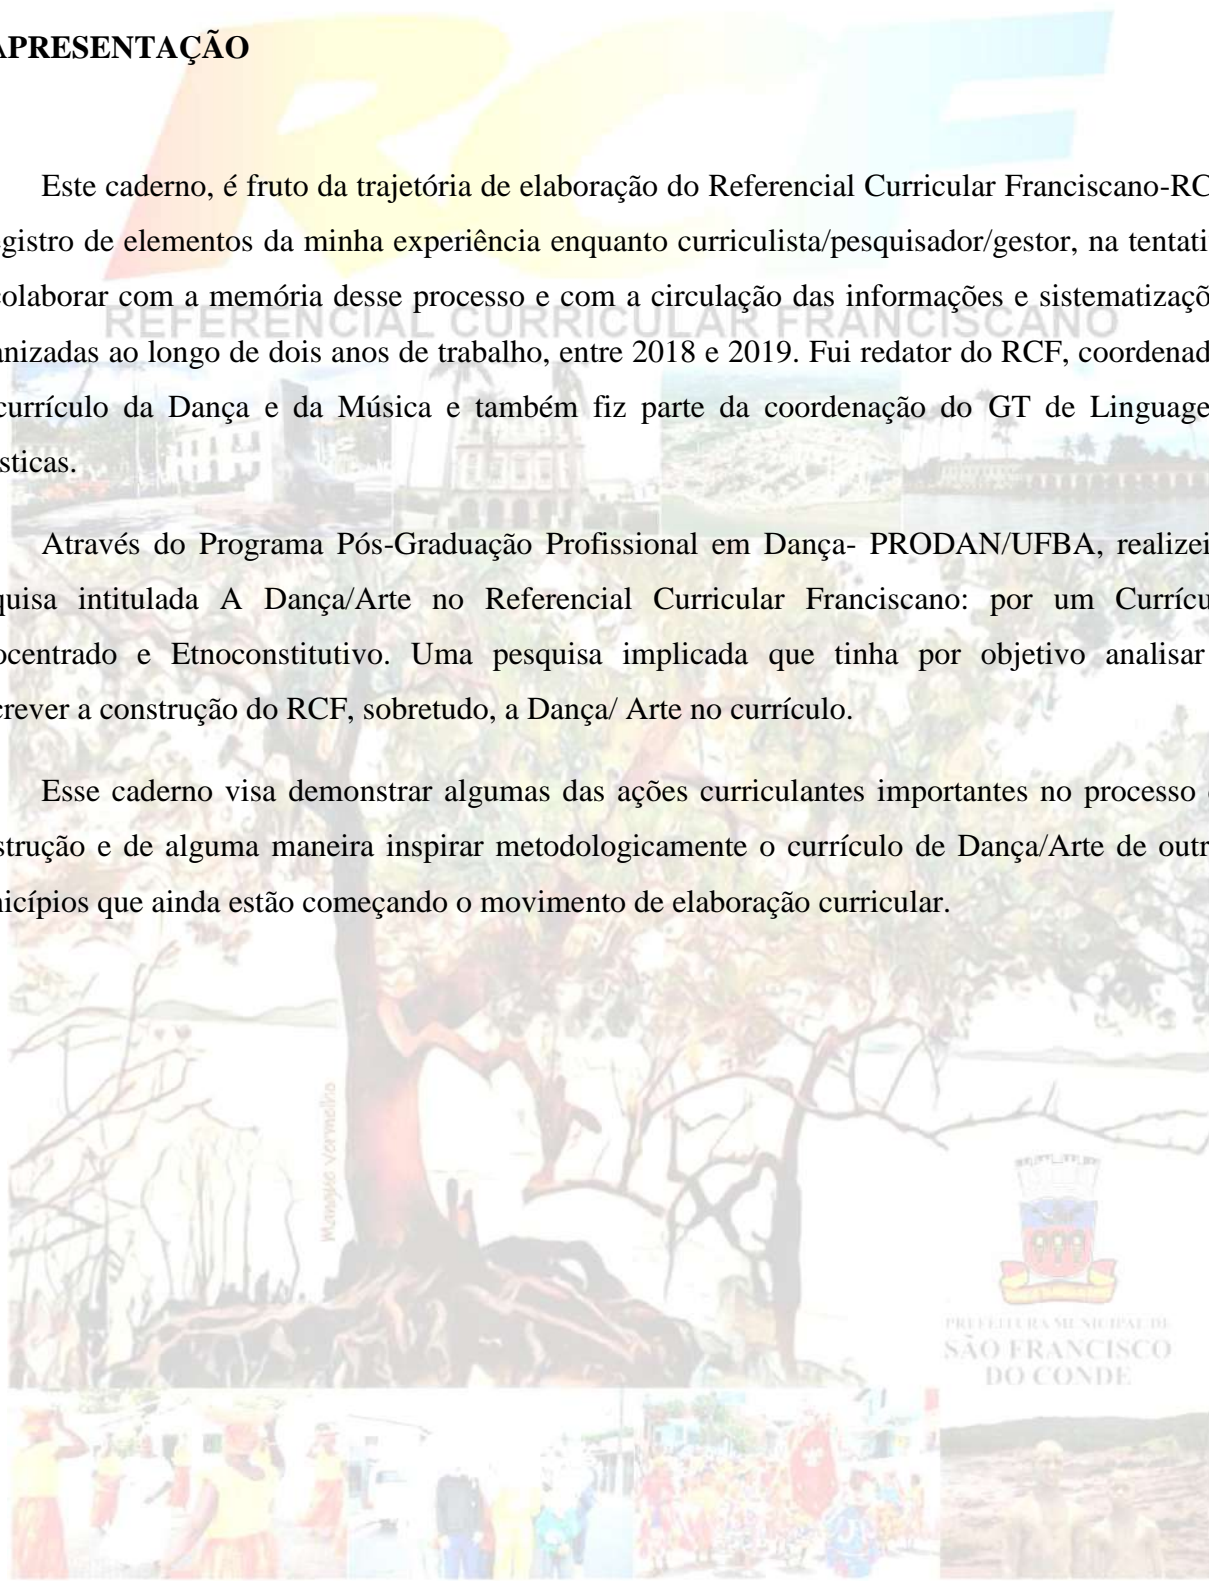 APRESENTAÇÃO
Este caderno, é fruto da trajetória de elaboração do Referencial Curricular Franciscano-RC
egistro de elementos da minha experiência enquanto curriculista/pesquisador/gestor, na tentati
colaborar com a memória desse processo e com a circulação das informações e sistematizaçõ
anizadas ao longo de dois anos de trabalho, entre 2018 e 2019. Fui redator do RCF, coordenad
currículo da Dança e da Música e também fiz parte da coordenação do GT de Linguage
sticas.
Através do Programa Pós-Graduação Profissional em Dança- PRODAN/UFBA, realizei
quisa intitulada A Dança/Arte no Referencial Curricular Franciscano: por um Currícu
ocentrado e Etnoconstitutivo. Uma pesquisa implicada que tinha por objetivo analisar
crever a construção do RCF, sobretudo, a Dança/ Arte no currículo.
Esse caderno visa demonstrar algumas das ações curriculantes importantes no processo
strução e de alguma maneira inspirar metodologicamente o currículo de Dança/Arte de outr
nicípios que ainda estão começando o movimento de elaboração curricular.
RCF
REFERENCIAL CURRICULAR FRANCISCANO
Mangue Vermelho
PREFEITURA MUNICIPAL DE
SÃO FRANCISCO
DO CONDE